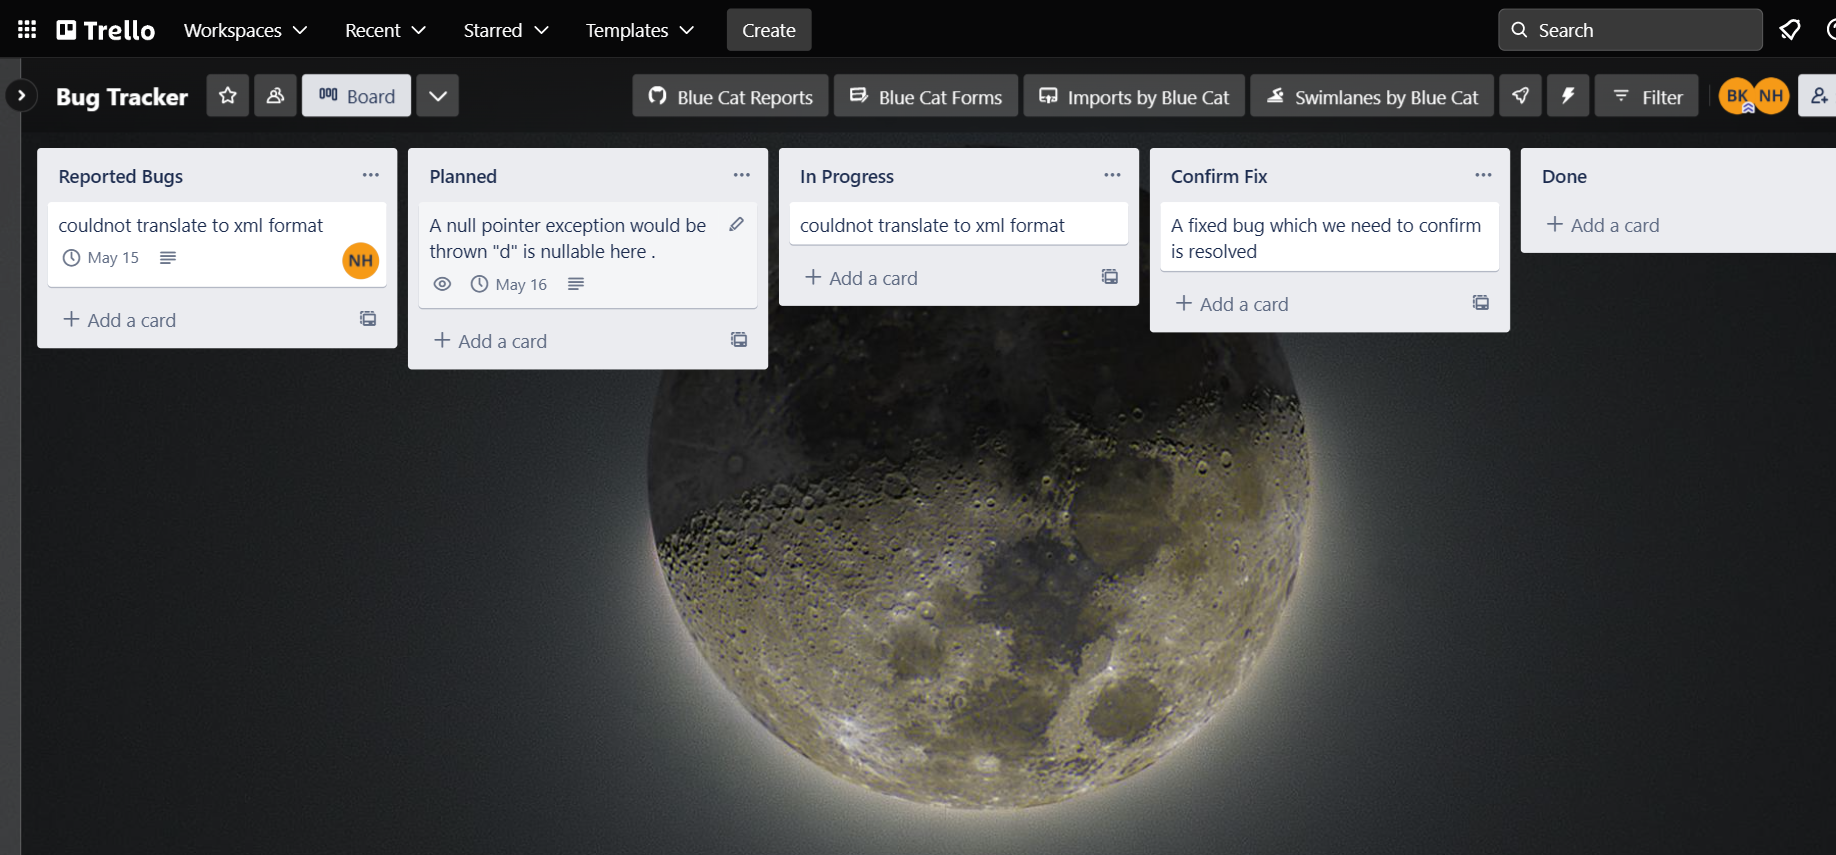 Trello Workspaces Recent Starred Templates Create Search
Bug Tracker Board Blue Cat Reports Blue Cat Forms Imports by Blue Cat Swimlanes by Blue Cat Filter BK NH
Reported Bugs
couldnot translate to xml format
May 15
NH
+ Add a card
Planned
A null pointer exception would be
thrown "d" is nullable here .
May 16
+ Add a card
In Progress
couldnot translate to xml format
+ Add a card
Confirm Fix
A fixed bug which we need to confirm
is resolved
+ Add a card
Done
+ Add a card